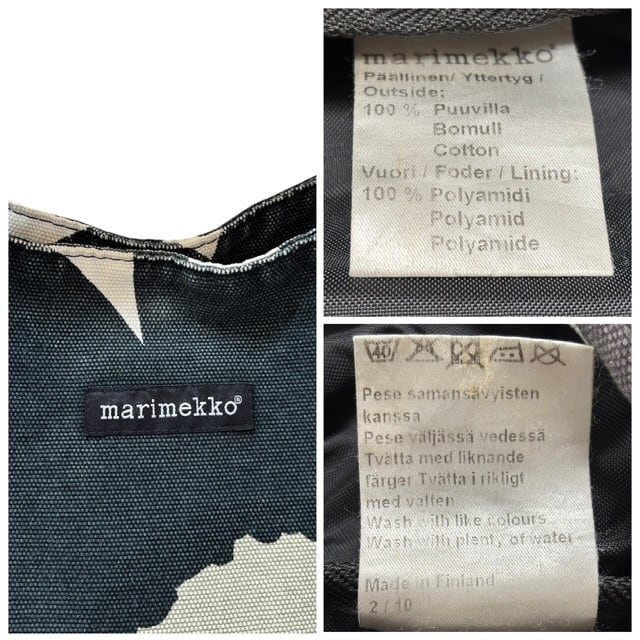 marimekko®
marimekko®
Päällinen/ Yttertyg /
Outside:
100 % Puuvilla
Bomull
Cotton
Vuori / Foder / Lining:
100 % Polyamidi
Polyamid
Polyamide
40
Pese samansävyisten
kanssa
Pese väljässä vedessä
Tvätta med liknande
färger Tvätta i rikligt
med vatten
Wash with like colours
Wash with plenty of water
Made in Finland
2 / 10